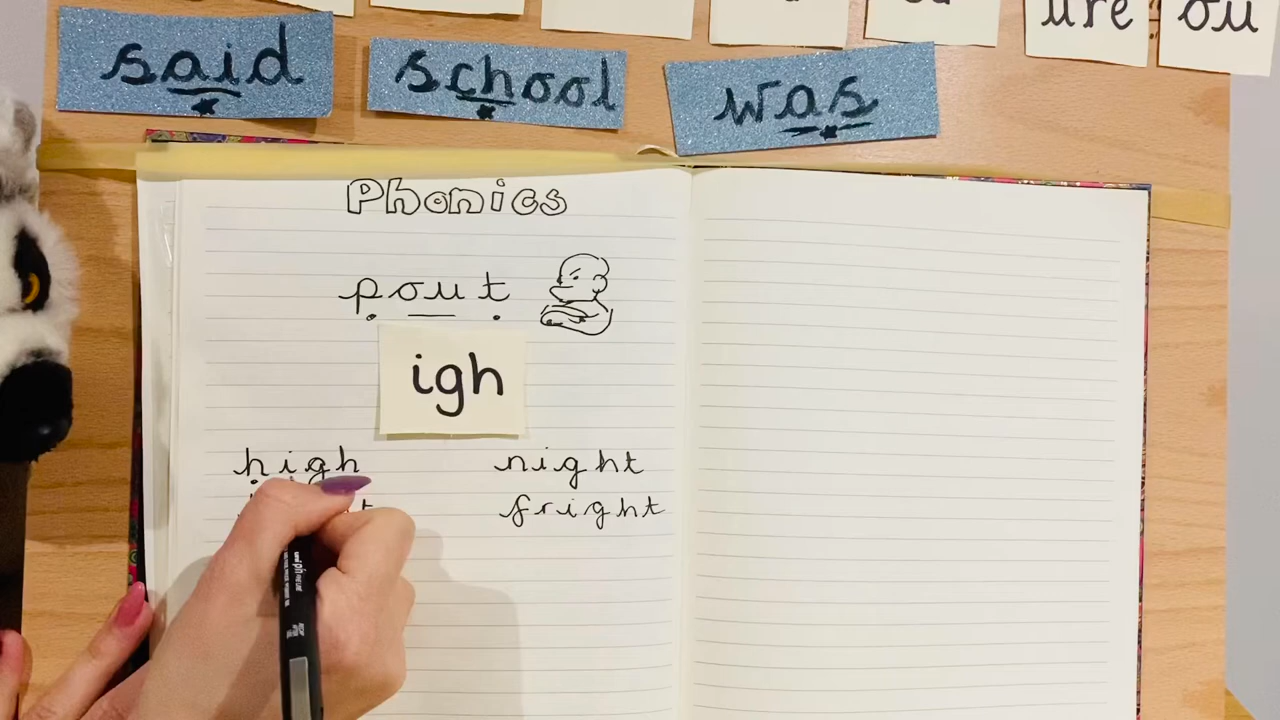 ure ou
said school was
Phonics
pout
igh
high night
fright